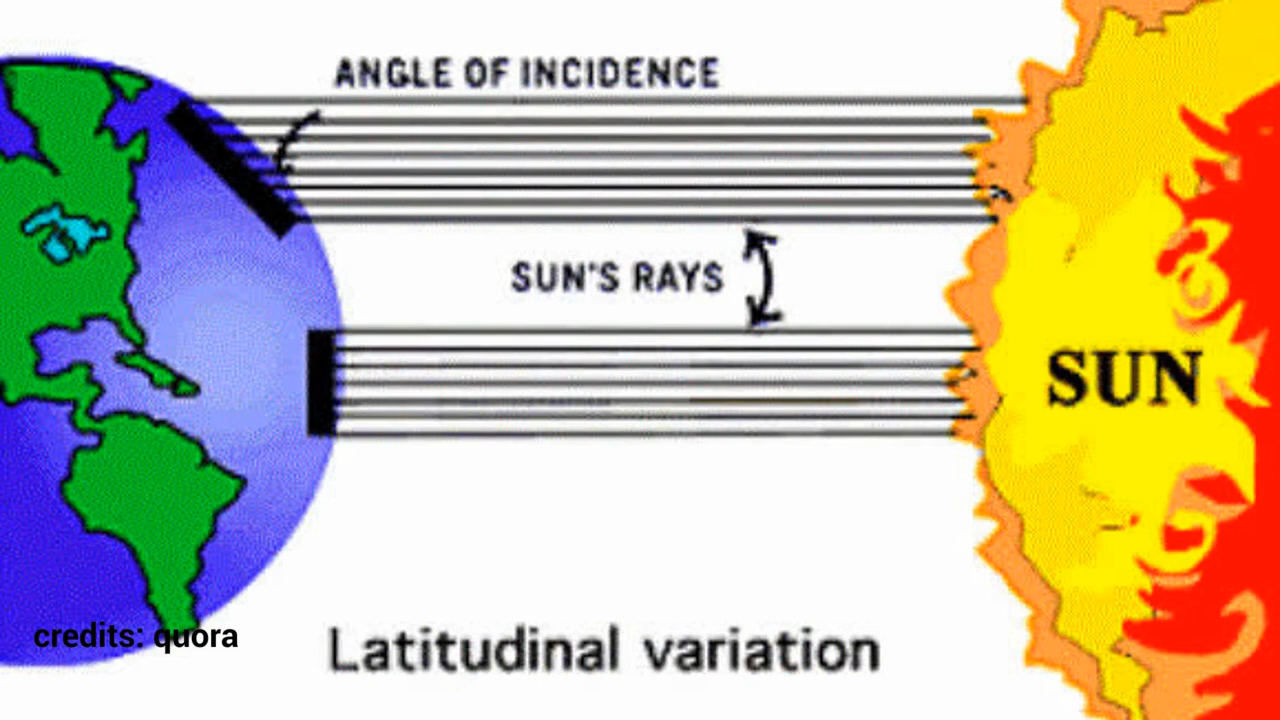 ANGLE OF INCIDENCE
SUN'S RAYS
SUN
credits: quora
Latitudinal variation